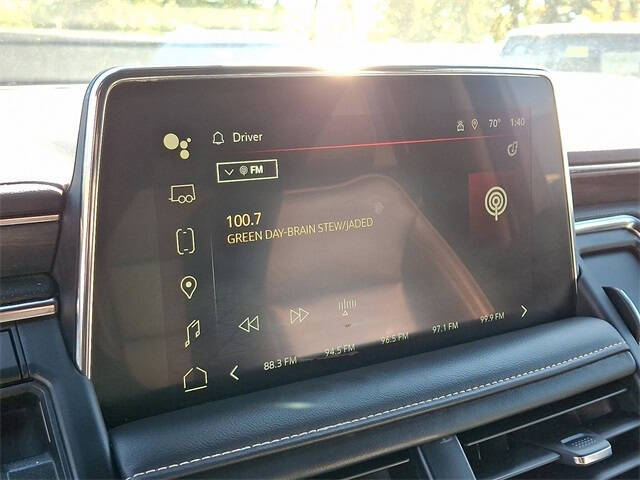 Driver
70° 1:40
FM
100.7
GREEN DAY-BRAIN STEW/JADED
88.3 FM 94.5 FM 96.5 FM 97.1 FM 99.9 FM